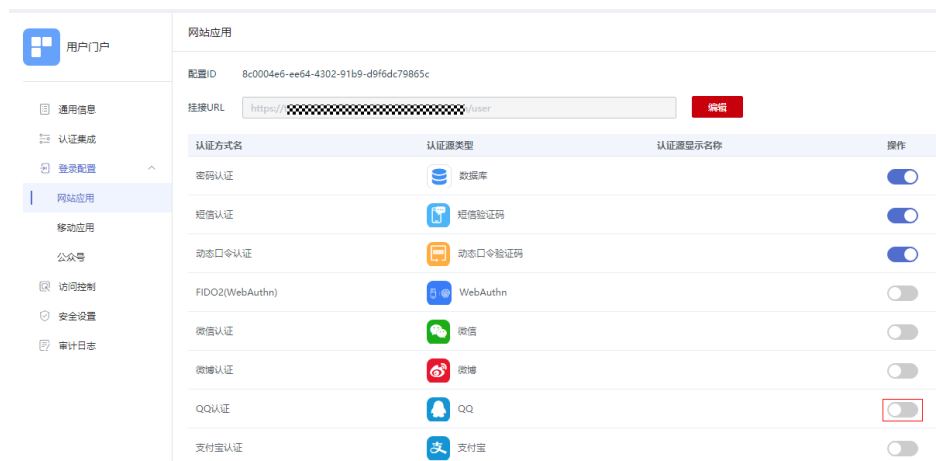 用户门户
网站应用
配置ID 8c0004e6-ee64-4302-91b9-d9f6dc79865c
挂接URL https:// /user 编辑
通用信息
认证集成
登录配置
网站应用
移动应用
公众号
访问控制
安全设置
审计日志
认证方式名 认证源类型 认证源显示名称 操作
密码认证 数据库
短信认证 短信验证码
动态口令认证 动态口令验证码
FIDO2(WebAuthn) WebAuthn
微信认证 微信
微博认证 微博
QQ认证 QQ
支付宝认证 支付宝